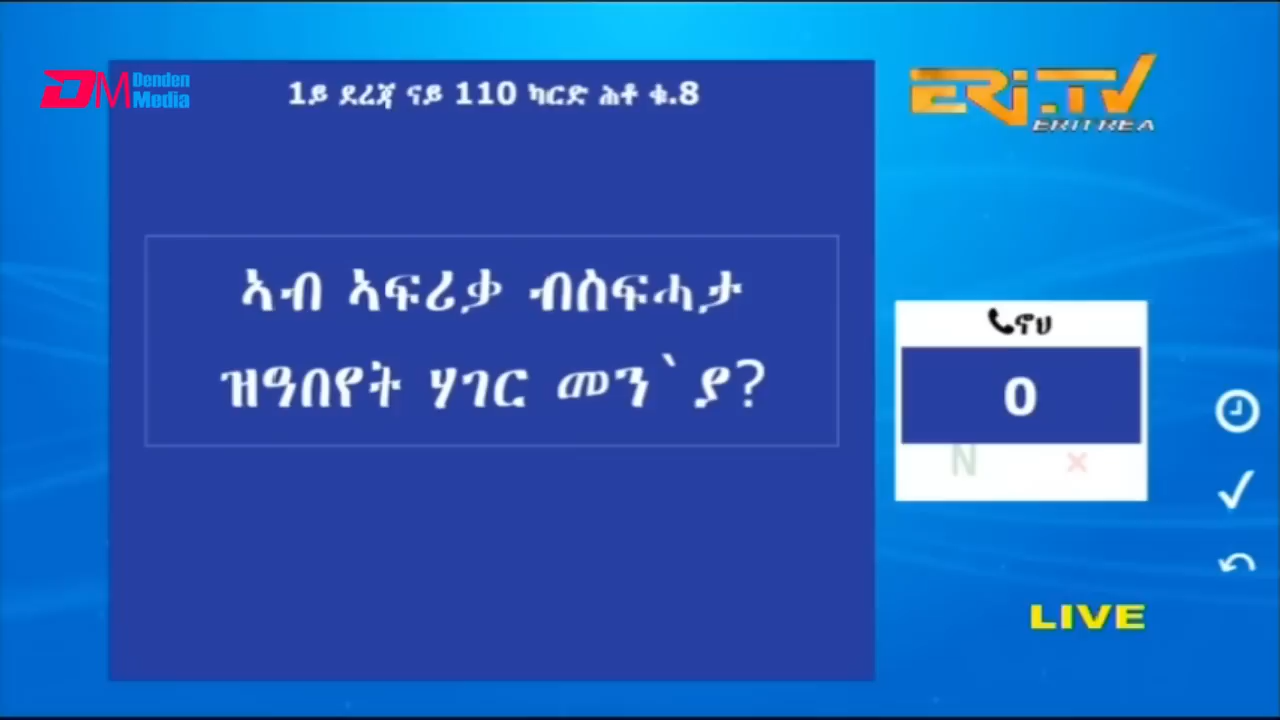 DM Denden Media
1ይ ደረጃ ናይ 110 ካርድ ሕቶ ቁ.8
ERi.TV
ERITREA
ኣብ ኣፍሪቃ ብስፍሓታ
ዝዓበየት ሃገር መን`ያ?
ኖህ
0
N ×
LIVE